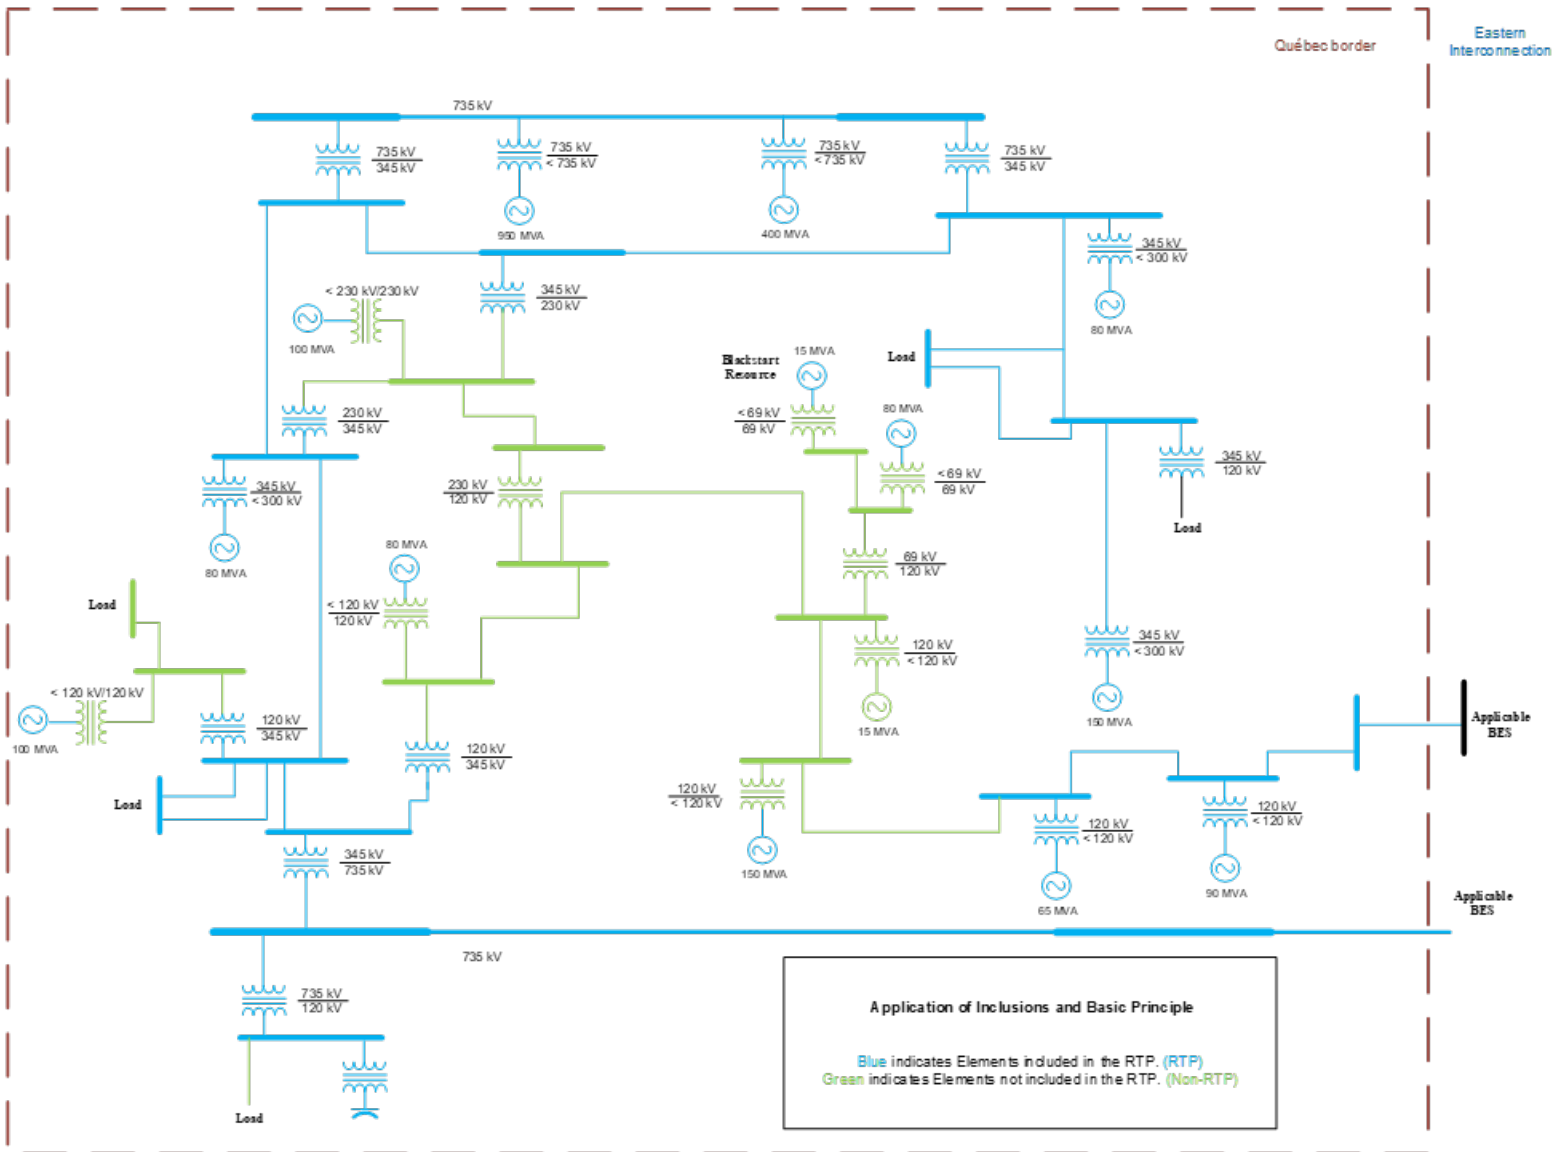 Québec border
Eastern
Interconnection
735 kV
735 kV
345 kV
735 kV
< 735 kV
735 kV
< 735 kV
735 kV
345 kV
950 MVA
400 MVA
345 kV
< 300 kV
< 230 kV/230 kV
345 kV
230 kV
80 MVA
100 MVA
Blackstart
Resource
15 MVA
Load
230 kV
345 kV
< 69 kV
69 kV
80 MVA
345 kV
< 300 kV
230 kV
120 kV
< 69 kV
69 kV
345 kV
120 kV
Load
80 MVA
80 MVA
69 kV
120 kV
Load
< 120 kV
120 kV
120 kV
< 120 kV
345 kV
< 300 kV
< 120 kV/120 kV
100 MVA
120 kV
345 kV
120 kV
345 kV
15 MVA
150 MVA
Applicable
BES
Load
120 kV
< 120 kV
120 kV
< 120 kV
120 kV
< 120 kV
345 kV
735 kV
150 MVA
65 MVA
90 MVA
Applicable
BES
735 kV
735 kV
120 kV
Load
Application of Inclusions and Basic Principle
Blue indicates Elements included in the RTP. (RTP)
Green indicates Elements not included in the RTP. (Non-RTP)